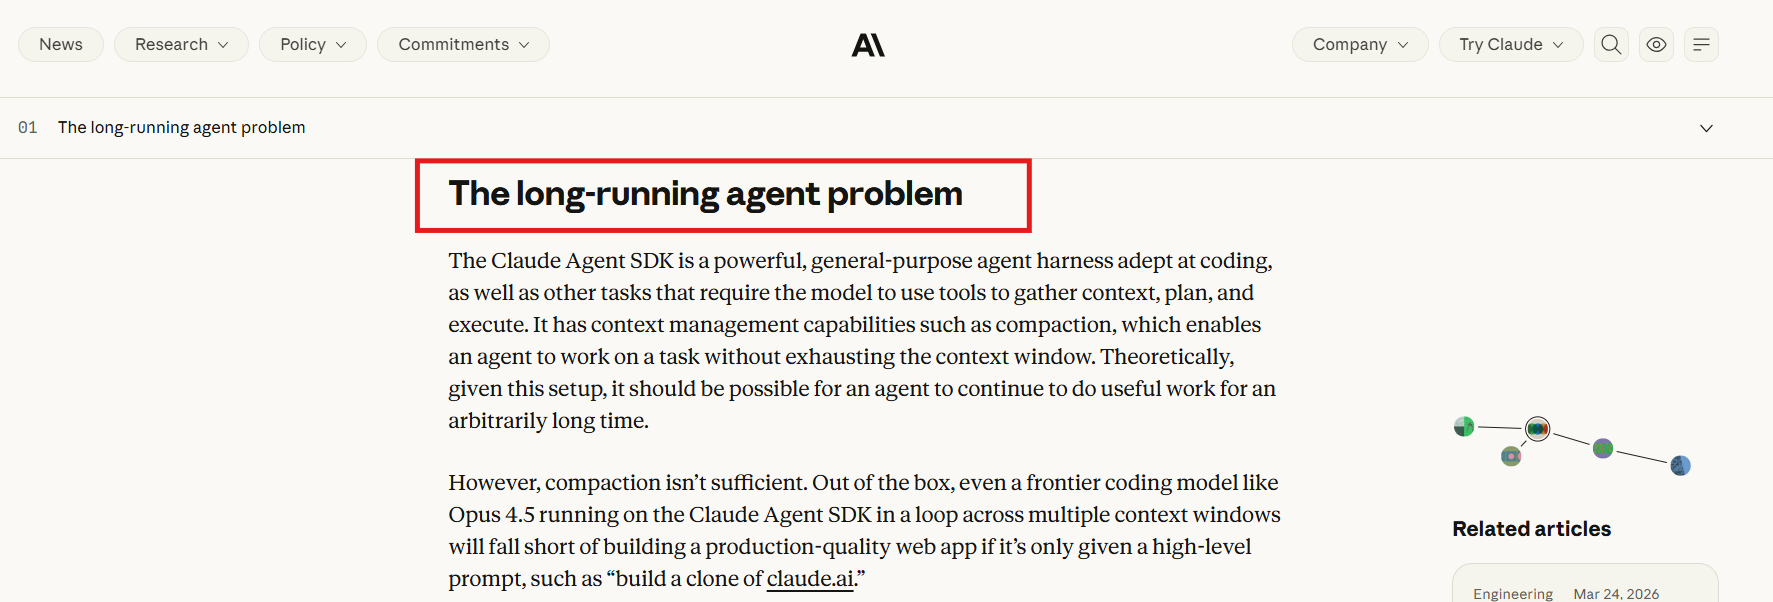 News
Research
Policy
Commitments
Company
Try Claude
01 The long-running agent problem
The long-running agent problem
The Claude Agent SDK is a powerful, general-purpose agent harness adept at coding,
as well as other tasks that require the model to use tools to gather context, plan, and
execute. It has context management capabilities such as compaction, which enables
an agent to work on a task without exhausting the context window. Theoretically,
given this setup, it should be possible for an agent to continue to do useful work for an
arbitrarily long time.
However, compaction isn’t sufficient. Out of the box, even a frontier coding model like
Opus 4.5 running on the Claude Agent SDK in a loop across multiple context windows
will fall short of building a production-quality web app if it’s only given a high-level
prompt, such as “build a clone of claude.ai.”
Related articles
Engineering Mar 24, 2026